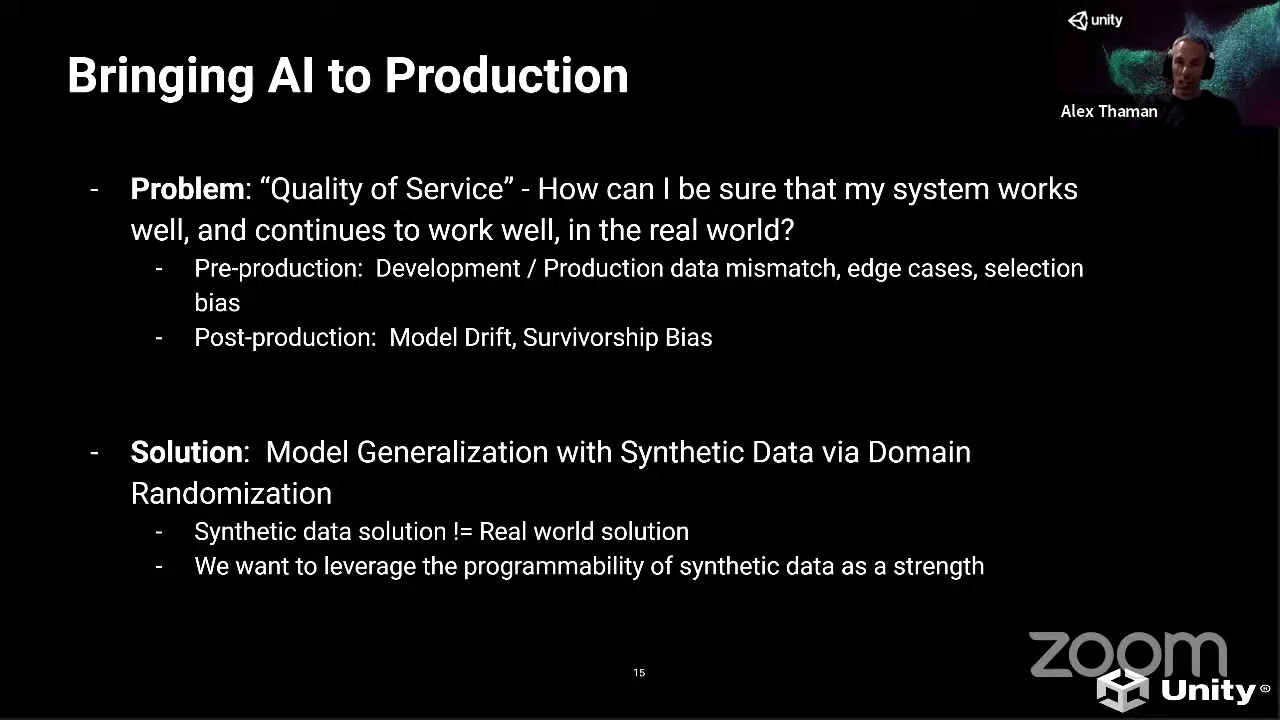 unity
Bringing AI to Production
Alex Thaman
- Problem: “Quality of Service” - How can I be sure that my system works
well, and continues to work well, in the real world?
- Pre-production: Development / Production data mismatch, edge cases, selection
bias
- Post-production: Model Drift, Survivorship Bias
- Solution: Model Generalization with Synthetic Data via Domain
Randomization
- Synthetic data solution != Real world solution
- We want to leverage the programmability of synthetic data as a strength
15
zoom
Unity®